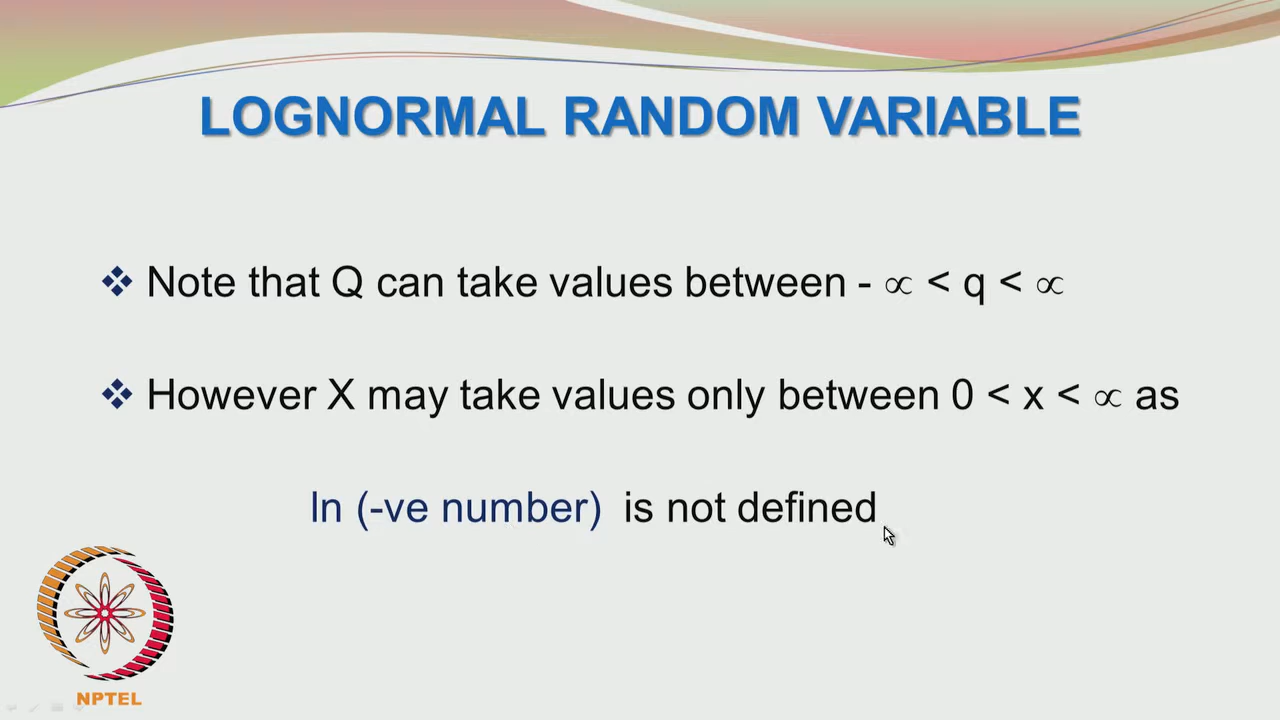 LOGNORMAL RANDOM VARIABLE
❖ Note that Q can take values between - ∝ < q < ∝
❖ However X may take values only between 0 < x < ∝ as
ln (-ve number) is not defined
NPTEL